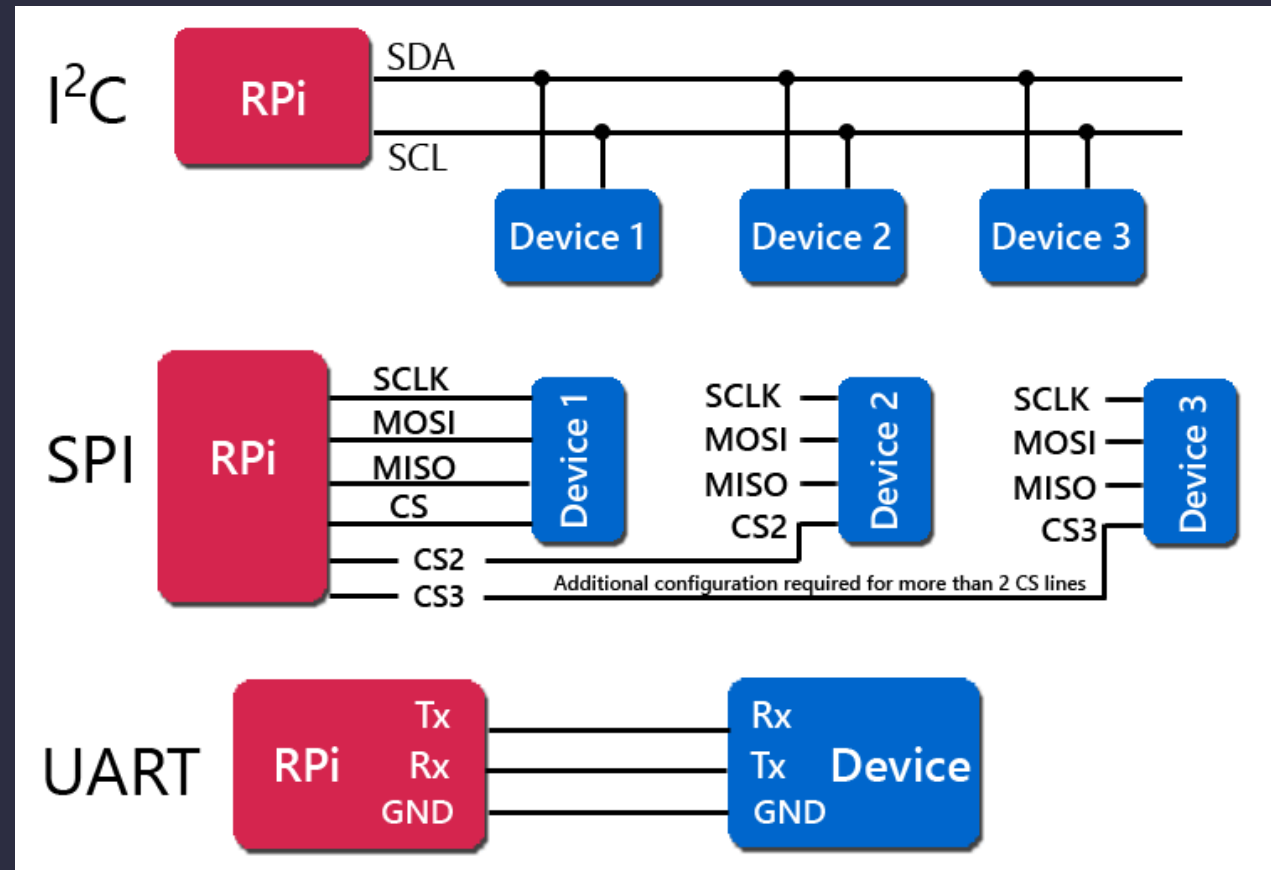 I²C
RPi
SDA
SCL
Device 1
Device 2
Device 3
SPI
RPi
SCLK
MOSI
MISO
CS
CS2
CS3
Device 1
SCLK
MOSI
MISO
CS2
Device 2
SCLK
MOSI
MISO
CS3
Device 3
Additional configuration required for more than 2 CS lines
UART
RPi
Tx
Rx
GND
Rx
Tx
GND
Device